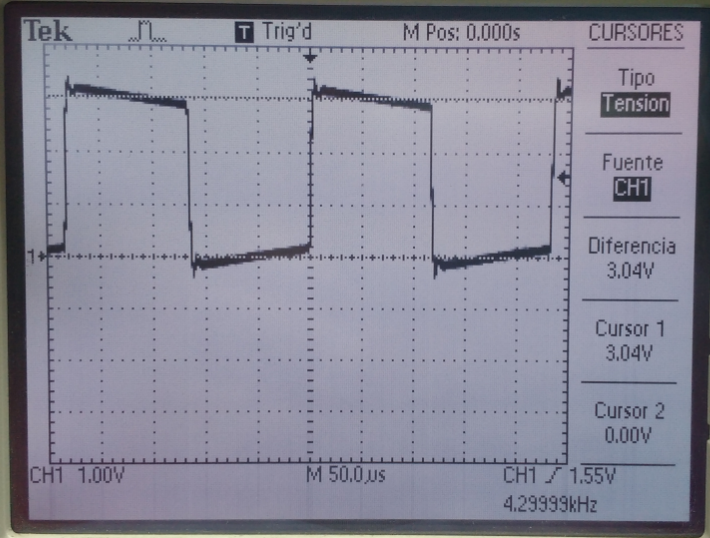 Tek T Trig'd M Pos: 0.000s CURSORES
Tipo
Tension
Fuente
CH1
Diferencia
3.04V
Cursor 1
3.04V
Cursor 2
0.00V
1
CH1 1.00V M 50.0µs CH1 1.55V
4.29999kHz